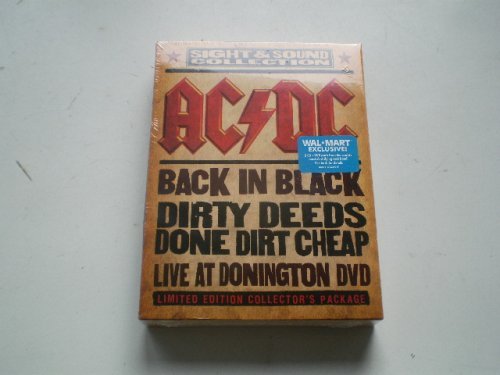 SIGHT & SOUND
COLLECTION
AC/DC
WAL★MART
EXCLUSIVE!
BACK IN BLACK
DIRTY DEEDS
DONE DIRT CHEAP
LIVE AT DONINGTON DVD
LIMITED EDITION COLLECTOR'S PACKAGE